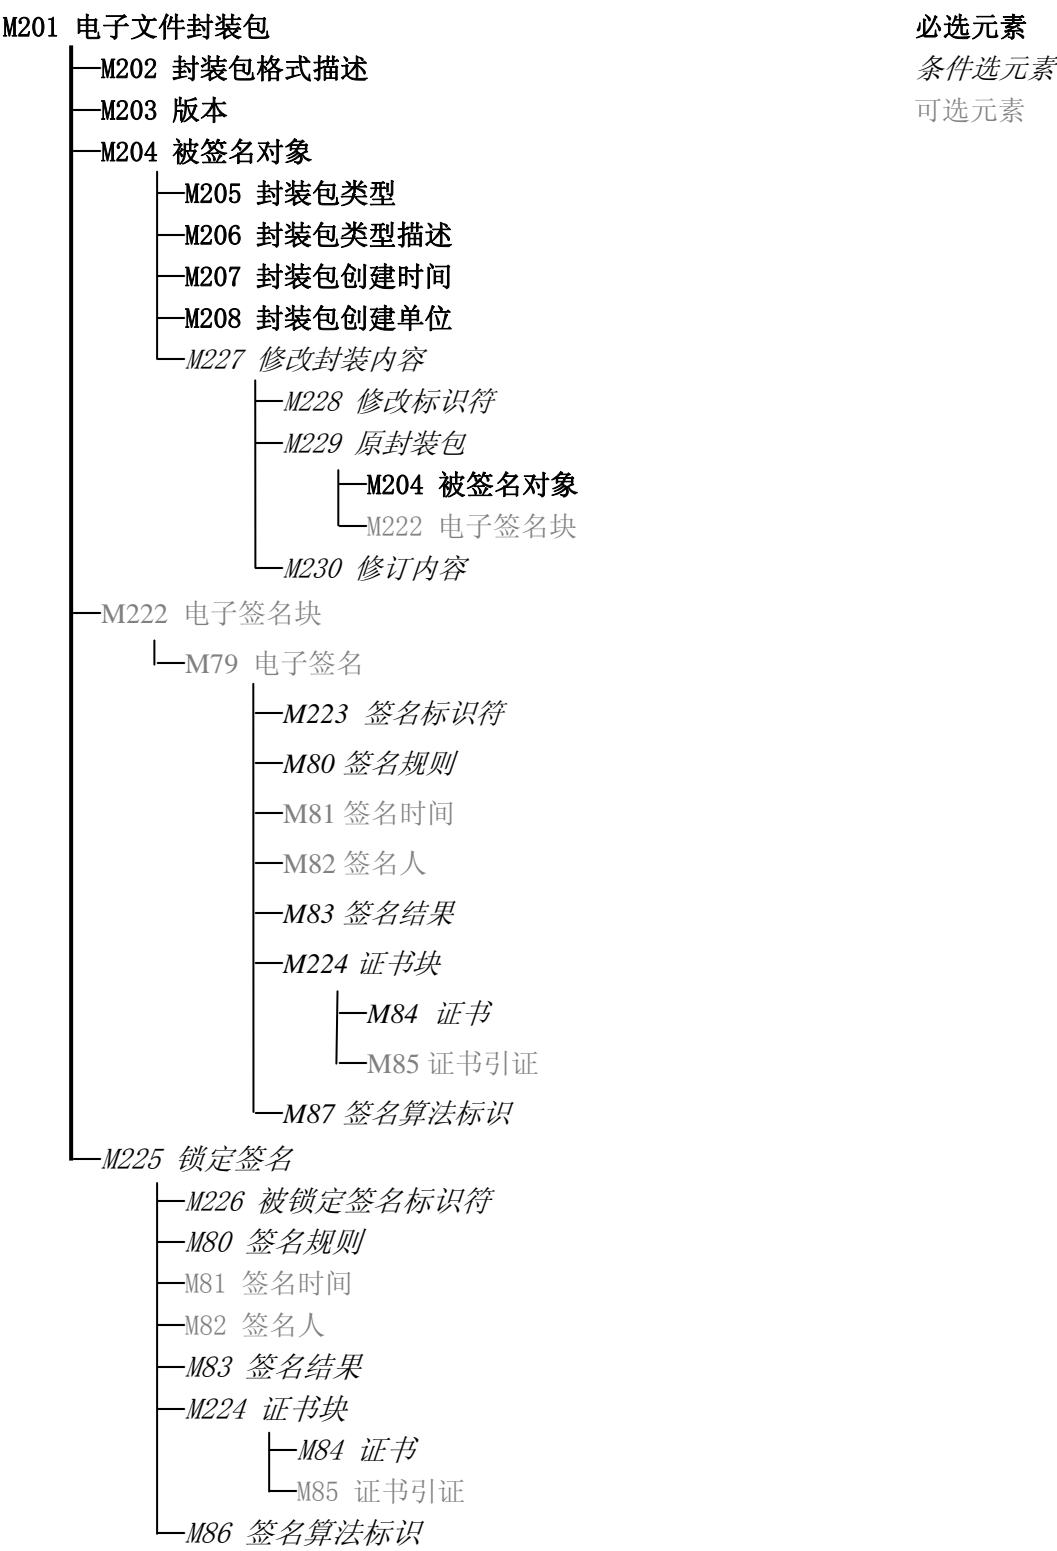 M201 电子文件封装包
必选元素
M202 封装包格式描述
条件选元素
M203 版本
可选元素
M204 被签名对象
M205 封装包类型
M206 封装包类型描述
M207 封装包创建时间
M208 封装包创建单位
M227 修改封装内容
M228 修改标识符
M229 原封装包
M204 被签名对象
M222 电子签名块
M230 修订内容
M222 电子签名块
M79 电子签名
M223 签名标识符
M80 签名规则
M81 签名时间
M82 签名人
M83 签名结果
M224 证书块
M84 证书
M85 证书引证
M87 签名算法标识
M225 锁定签名
M226 被锁定签名标识符
M80 签名规则
M81 签名时间
M82 签名人
M83 签名结果
M224 证书块
M84 证书
M85 证书引证
M86 签名算法标识